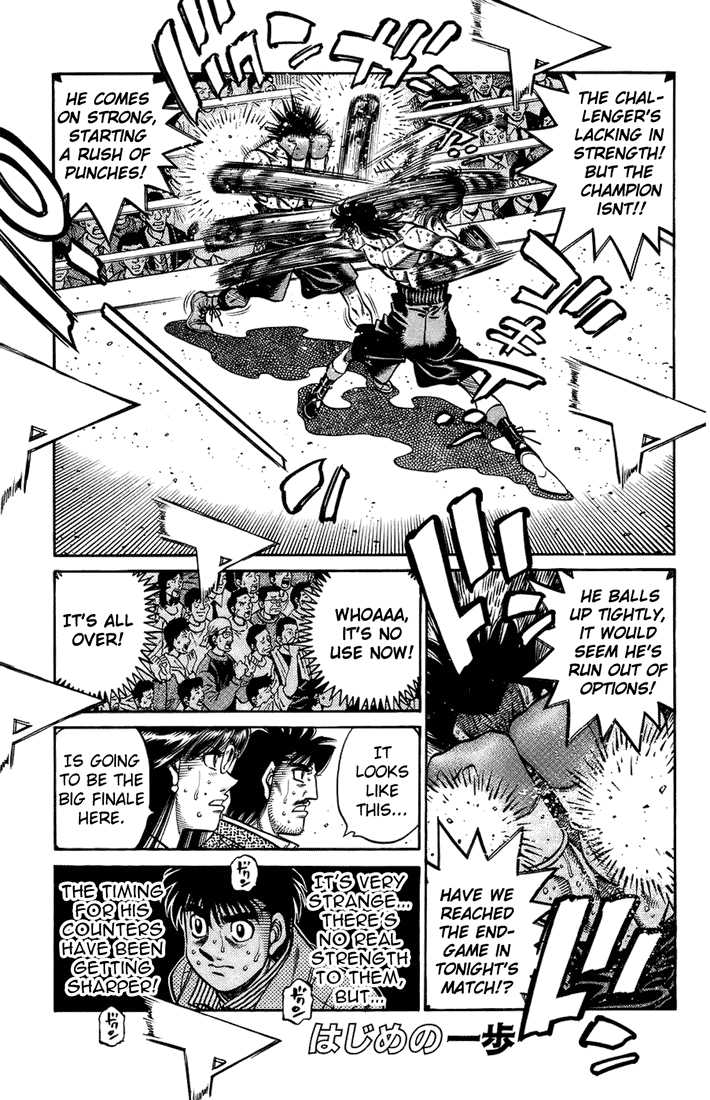 THE CHAL-
LENGER'S
LACKING IN
STRENGTH!
BUT THE
CHAMPION
ISNT!!
HE COMES
ON STRONG,
STARTING
A RUSH OF
PUNCHES!
HE BALLS
UP TIGHTLY,
IT WOULD
SEEM HE'S
RUN OUT OF
OPTIONS!
HAVE WE
REACHED
THE END-
GAME IN
TONIGHT'S
MATCH!?
WHOAAA,
IT'S NO
USE NOW!
IT'S ALL
OVER!
IT
LOOKS
LIKE
THIS...
IS GOING
TO BE THE
BIG FINALE
HERE.
IT'S VERY
STRANGE...
THERE'S
NO REAL
STRENGTH
TO THEM,
BUT...
THE TIMING
FOR HIS
COUNTERS
HAVE BEEN
GETTING
SHARPER!
はじめの一歩